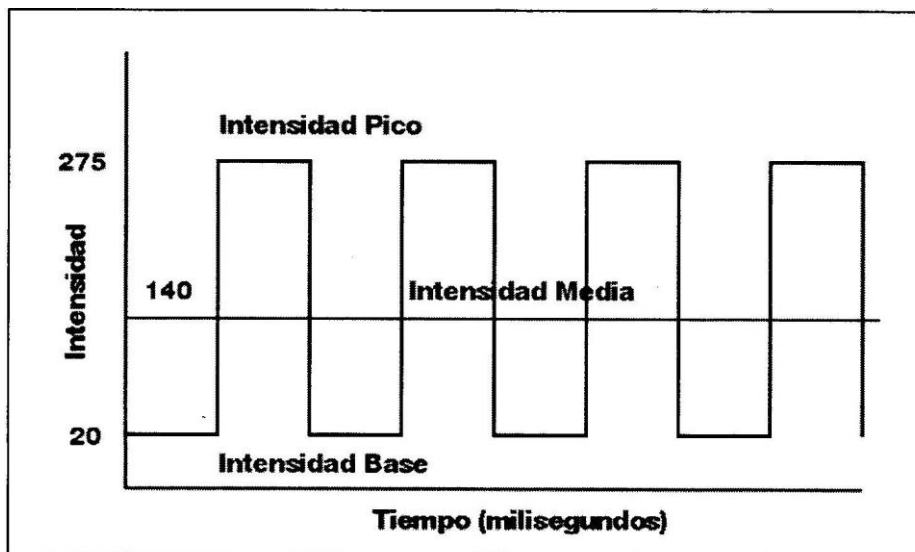 Intensidad Pico
275
Intensidad
140
Intensidad Media
20
Intensidad Base
Tiempo (milisegundos)